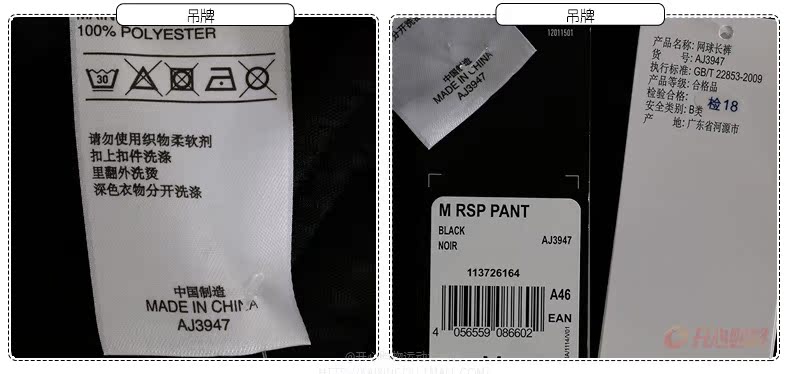 吊牌
100% POLYESTER
30
请勿使用织物柔软剂
扣上扣件洗涤
里翻外洗烫
深色衣物分开洗涤
中国制造
MADE IN CHINA
AJ3947
吊牌
中国制造
MADE IN CHINA
AJ3947
12011501
M RSP PANT
BLACK
NOIR
AJ3947
113726164
A46
EAN
4 056559 086602
产品名称: 网球长裤
货 号: AJ3947
执行标准: GB/T 22853-2009
产品等级: 合格品
检验合格:
检18
安全类别: B类
产 地: 广东省河源市